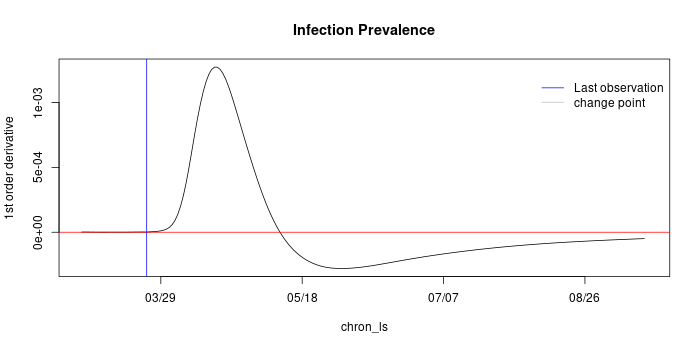 Infection Prevalence
1st order derivative
1e-03
5e-04
0e+00
Last observation
change point
03/29
05/18
07/07
08/26
chron_ls